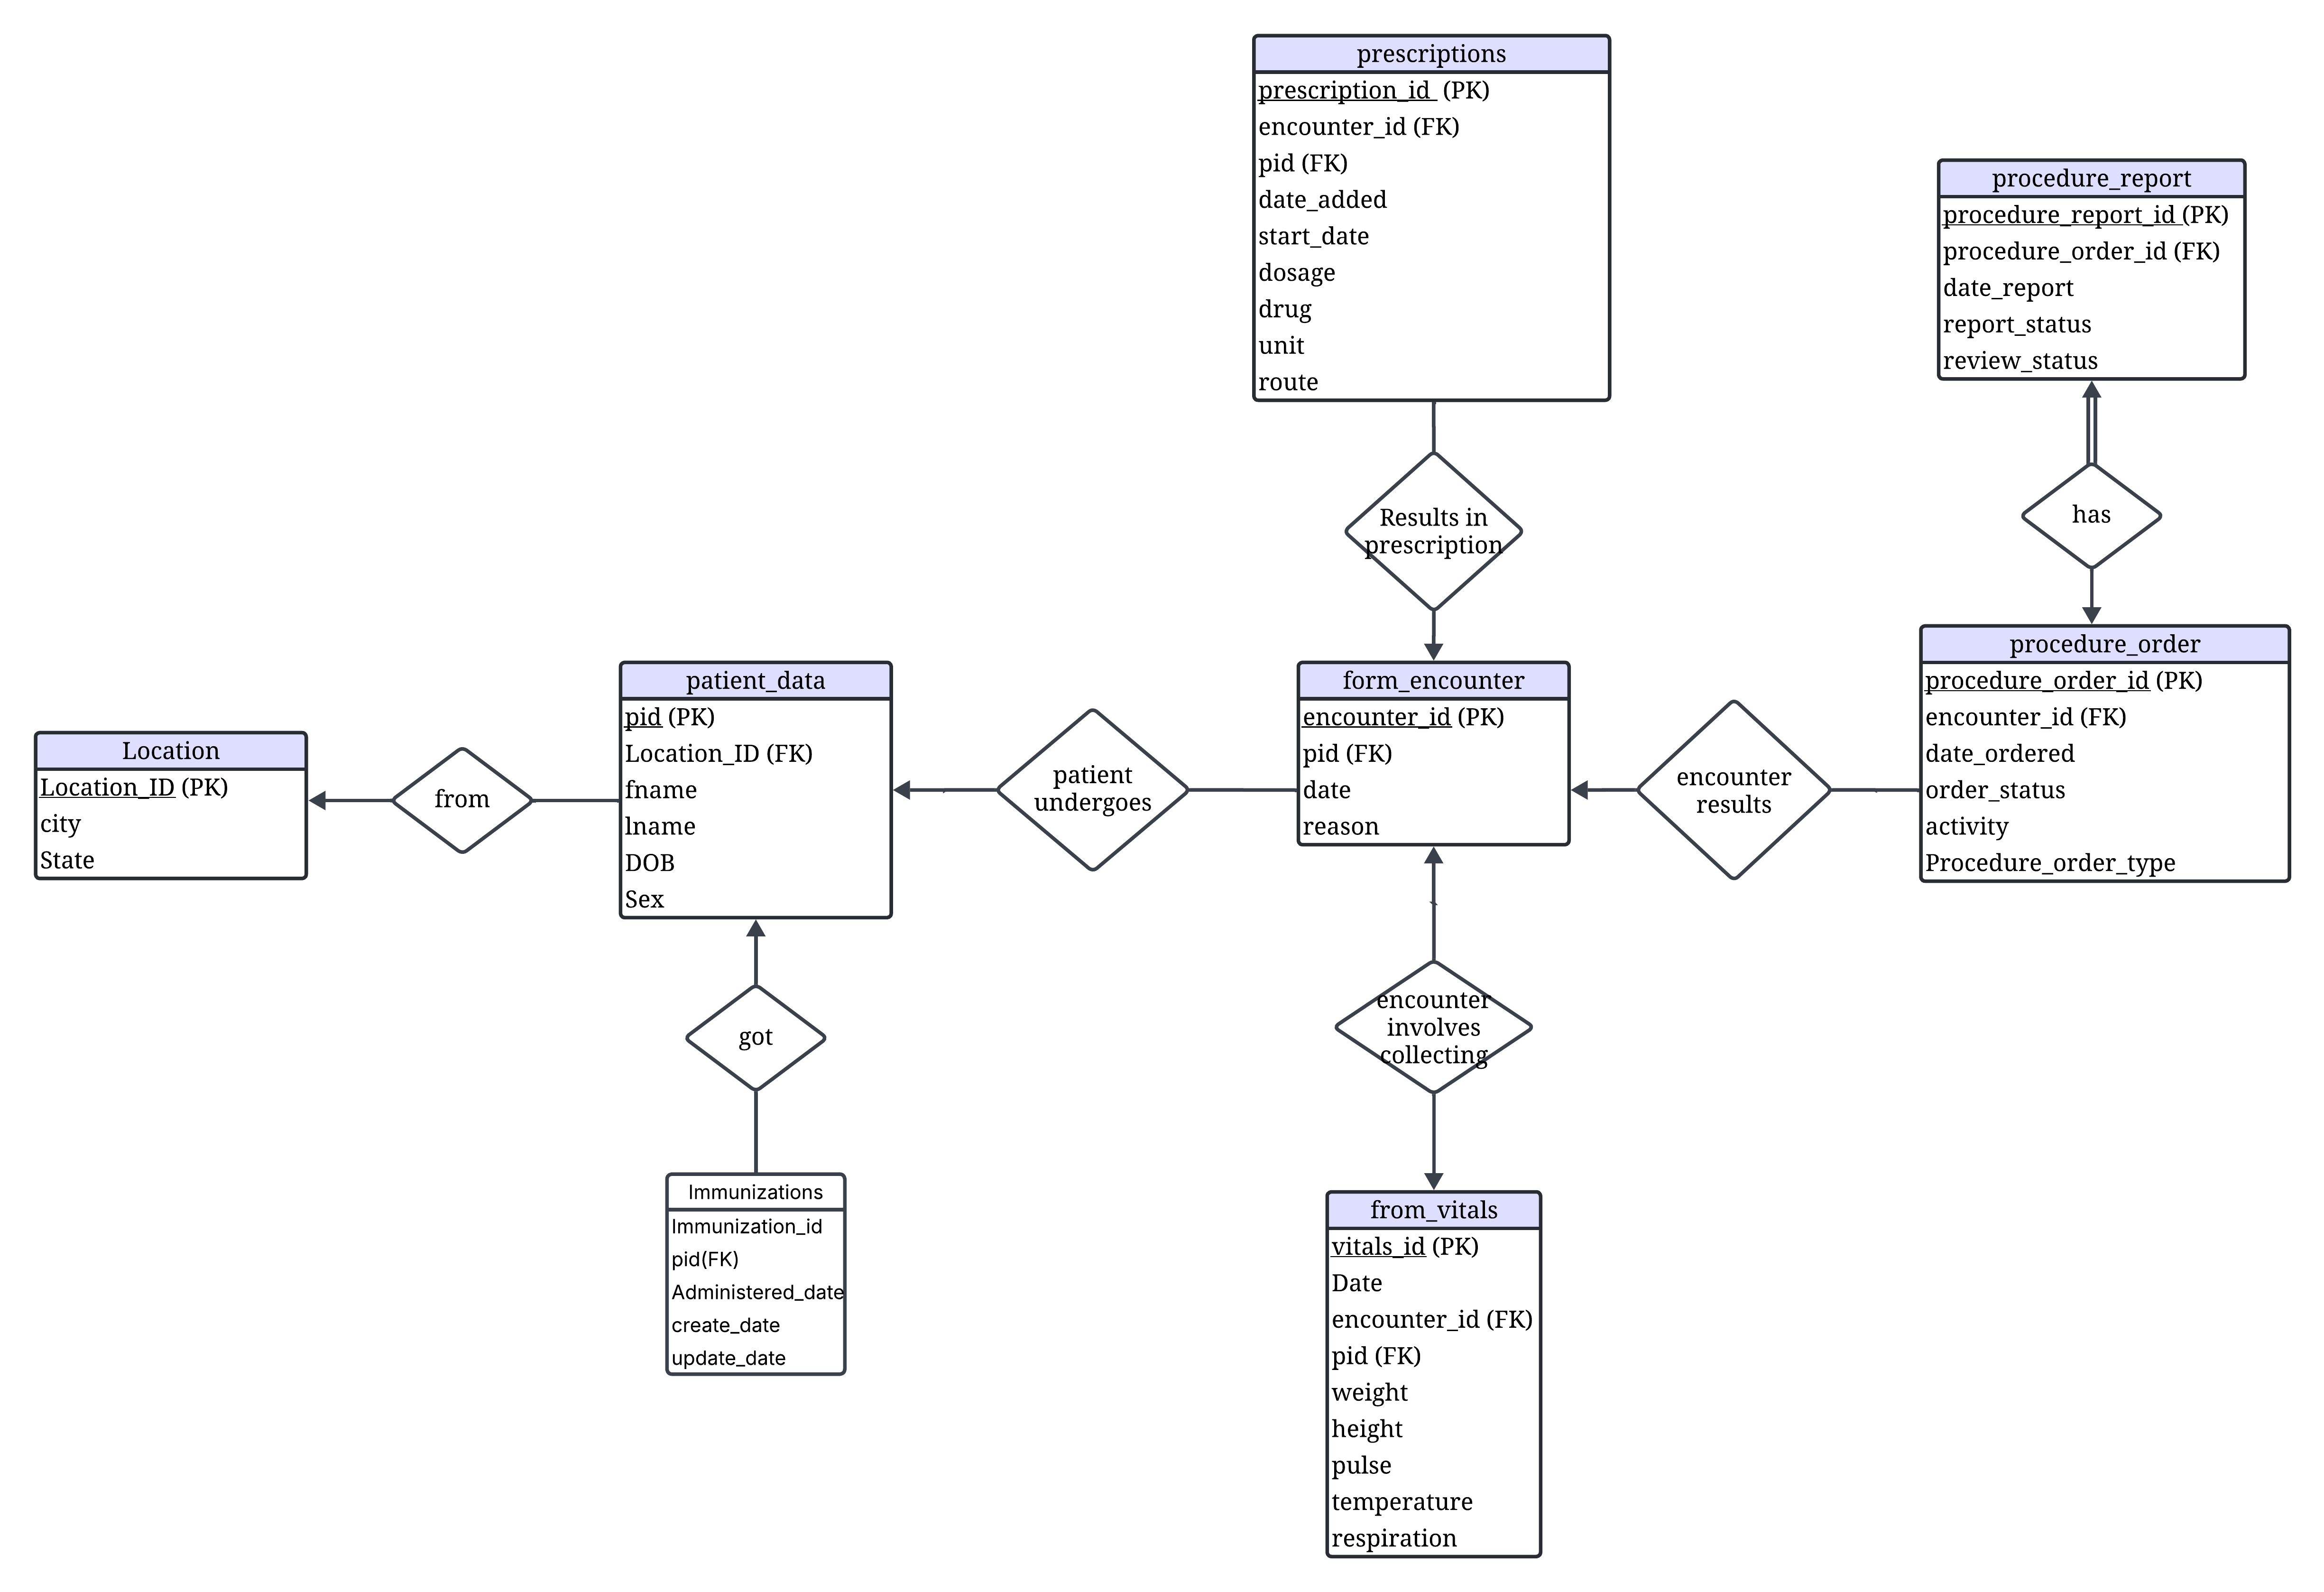 prescriptions
prescription_id (PK)
encounter_id (FK)
pid (FK)
date_added
start_date
dosage
drug
unit
route
procedure_report
procedure_report_id (PK)
procedure_order_id (FK)
date_report
report_status
review_status
Results in
prescription
has
Location
Location_ID (PK)
city
State
from
patient_data
pid (PK)
Location_ID (FK)
fname
lname
DOB
Sex
patient
undergoes
form_encounter
encounter_id (PK)
pid (FK)
date
reason
encounter
results
procedure_order
procedure_order_id (PK)
encounter_id (FK)
date_ordered
order_status
activity
Procedure_order_type
got
encounter
involves
collecting
Immunizations
Immunization_id
pid(FK)
Administered_date
create_date
update_date
from_vitals
vitals_id (PK)
Date
encounter_id (FK)
pid (FK)
weight
height
pulse
temperature
respiration